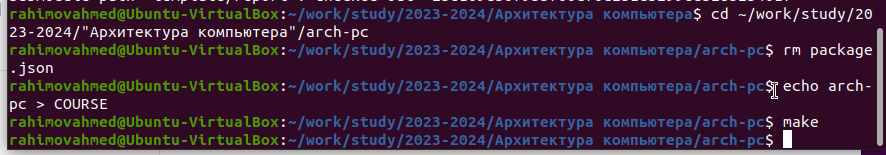 rahimovahmed@Ubuntu-VirtualBox:~/work/study/2023-2024/Архитектура компьютера$ cd ~/work/study/20
23-2024/"Архитектура компьютера"/arch-pc
rahimovahmed@Ubuntu-VirtualBox:~/work/study/2023-2024/Архитектура компьютера/arch-pc$ rm package
.json
rahimovahmed@Ubuntu-VirtualBox:~/work/study/2023-2024/Архитектура компьютера/arch-pc$ echo arch-
pc > COURSE
rahimovahmed@Ubuntu-VirtualBox:~/work/study/2023-2024/Архитектура компьютера/arch-pc$ make
rahimovahmed@Ubuntu-VirtualBox:~/work/study/2023-2024/Архитектура компьютера/arch-pc$